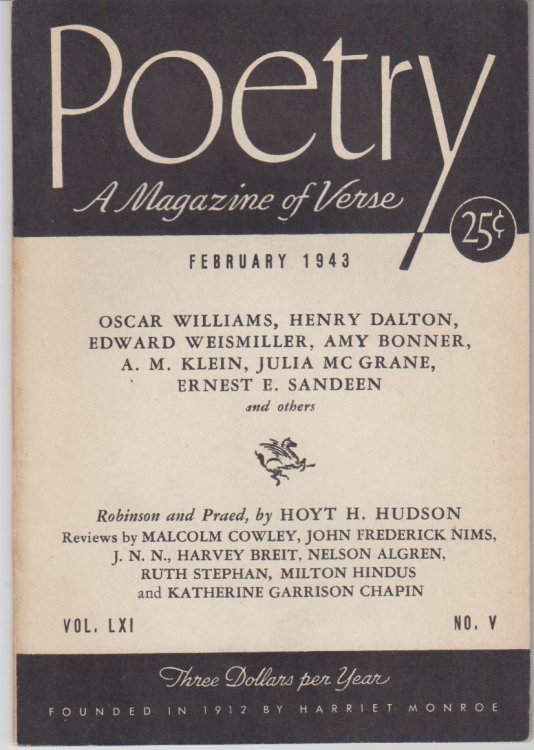 Poetry
A Magazine of Verse
25¢
FEBRUARY 1943
OSCAR WILLIAMS, HENRY DALTON,
EDWARD WEISMILLER, AMY BONNER,
A. M. KLEIN, JULIA MC GRANE,
ERNEST E. SANDEEN
and others
Robinson and Praed, by HOYT H. HUDSON
Reviews by MALCOLM COWLEY, JOHN FREDERICK NIMS,
J. N. N., HARVEY BREIT, NELSON ALGREN,
RUTH STEPHAN, MILTON HINDUS
and KATHERINE GARRISON CHAPIN
VOL. LXI NO. V
Three Dollars per Year
FOUNDED IN 1912 BY HARRIET MONROE